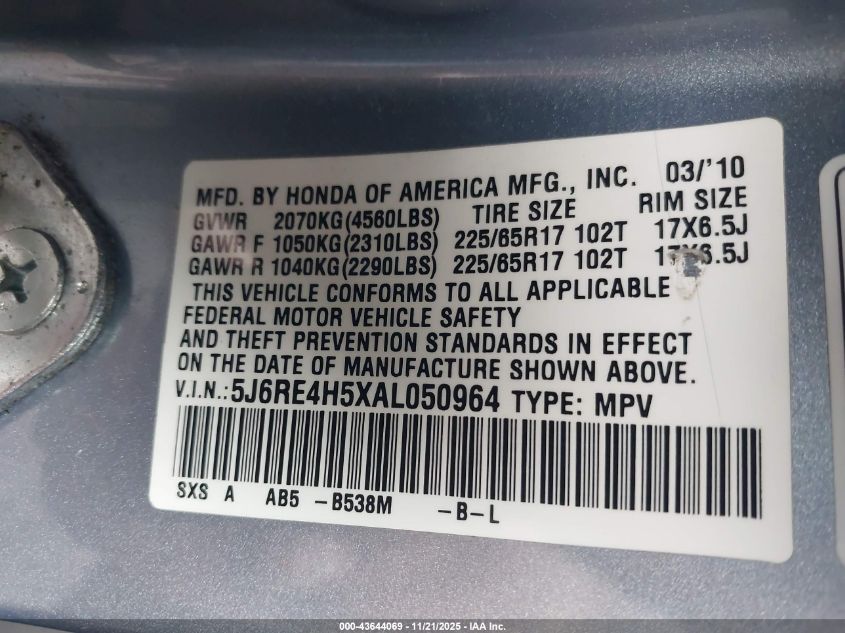 MFD. BY HONDA OF AMERICA MFG., INC. 03/'10
GVWR 2070KG(4560LBS) TIRE SIZE RIM SIZE
GAWR F 1050KG(2310LBS) 225/65R17 102T 17X6.5J
GAWR R 1040KG(2290LBS) 225/65R17 102T 17X6.5J
THIS VEHICLE CONFORMS TO ALL APPLICABLE
FEDERAL MOTOR VEHICLE SAFETY
AND THEFT PREVENTION STANDARDS IN EFFECT
ON THE DATE OF MANUFACTURE SHOWN ABOVE.
V.I.N.:5J6RE4H5XAL050964 TYPE: MPV
SXS A AB5 -B538M -B-L
000-43644069 - 11/21/2025 - IAA Inc.